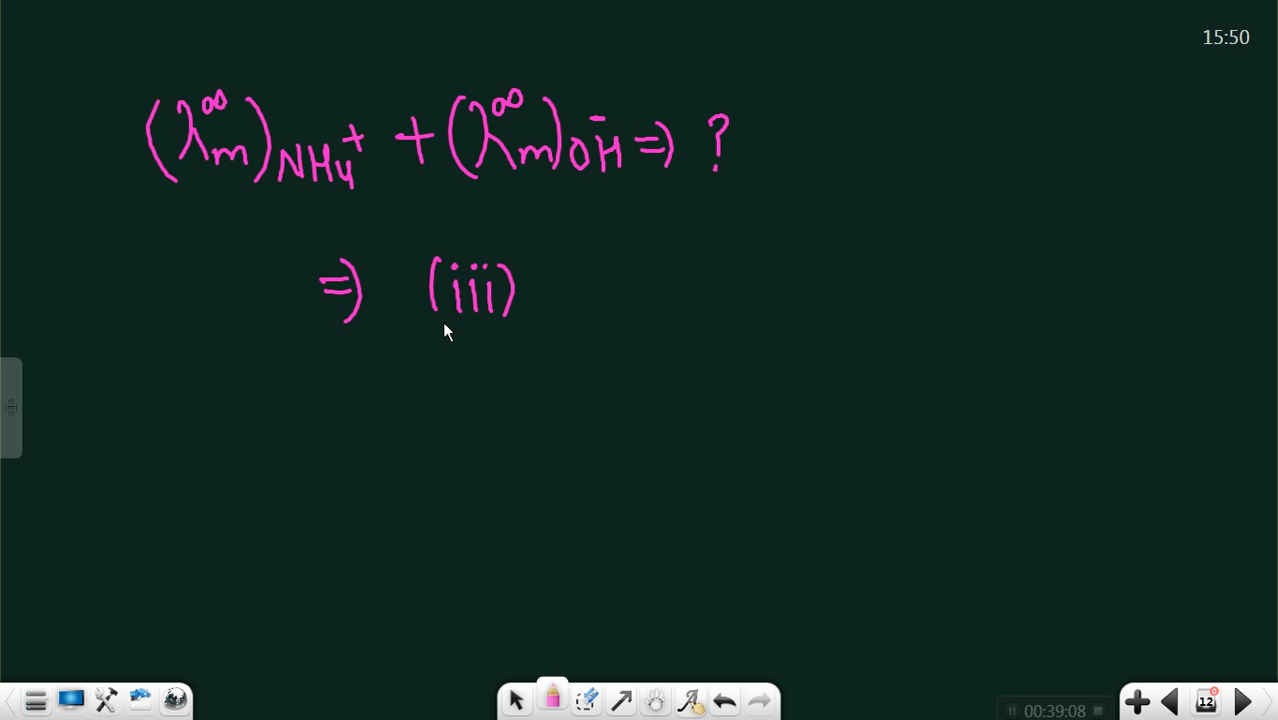 15:50
(λ∞m)NH4+ + (λ∞m)OH- => ?
=> (iii)
12
00:39:08